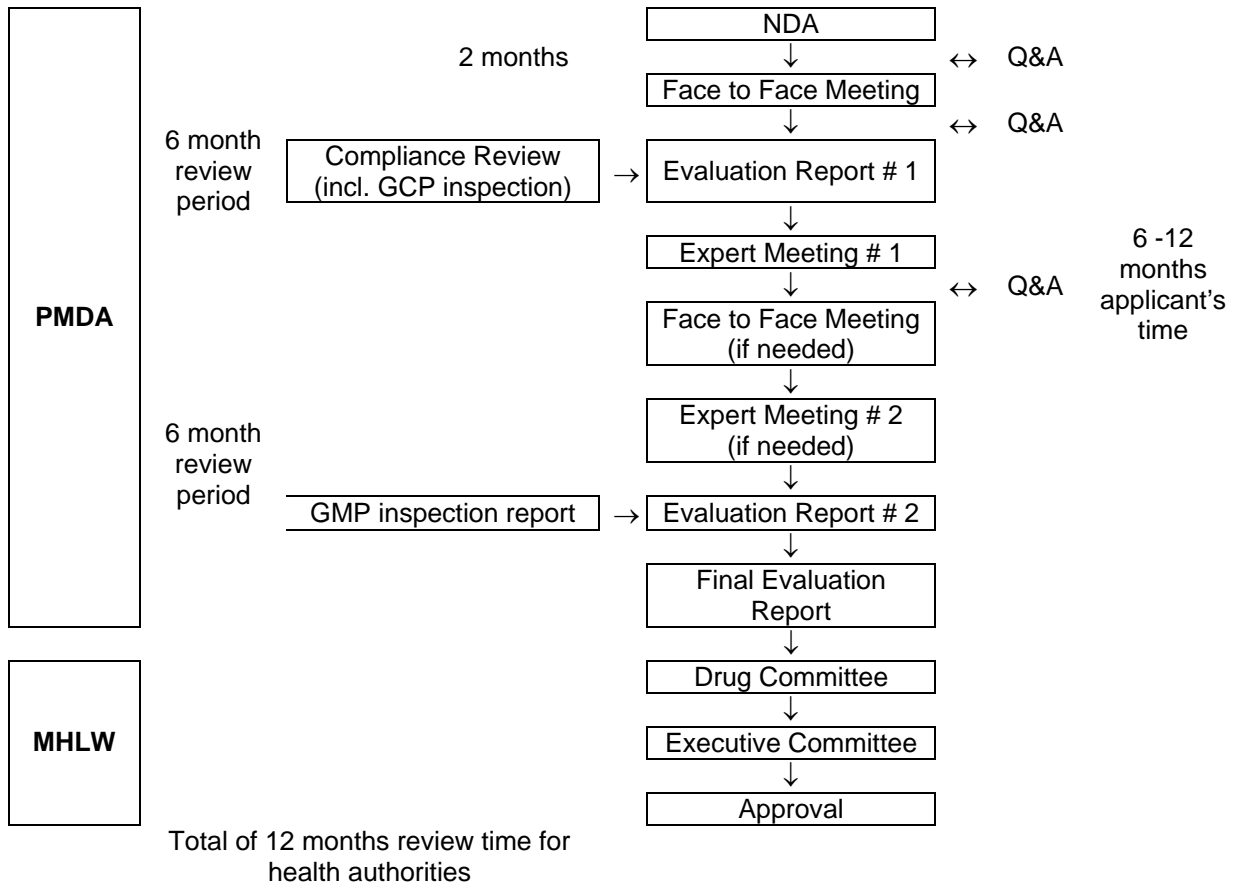 NDA
↓
2 months
↔ Q&A
Face to Face Meeting
↓
↔ Q&A
6 month
review
period
Compliance Review
(incl. GCP inspection)
→
Evaluation Report # 1
↓
Expert Meeting # 1
↓
↔ Q&A
6 -12
months
applicant's
time
PMDA
Face to Face Meeting
(if needed)
↓
Expert Meeting # 2
(if needed)
↓
6 month
review
period
GMP inspection report
→
Evaluation Report # 2
↓
Final Evaluation
Report
↓
Drug Committee
↓
MHLW
Executive Committee
↓
Approval
Total of 12 months review time for
health authorities